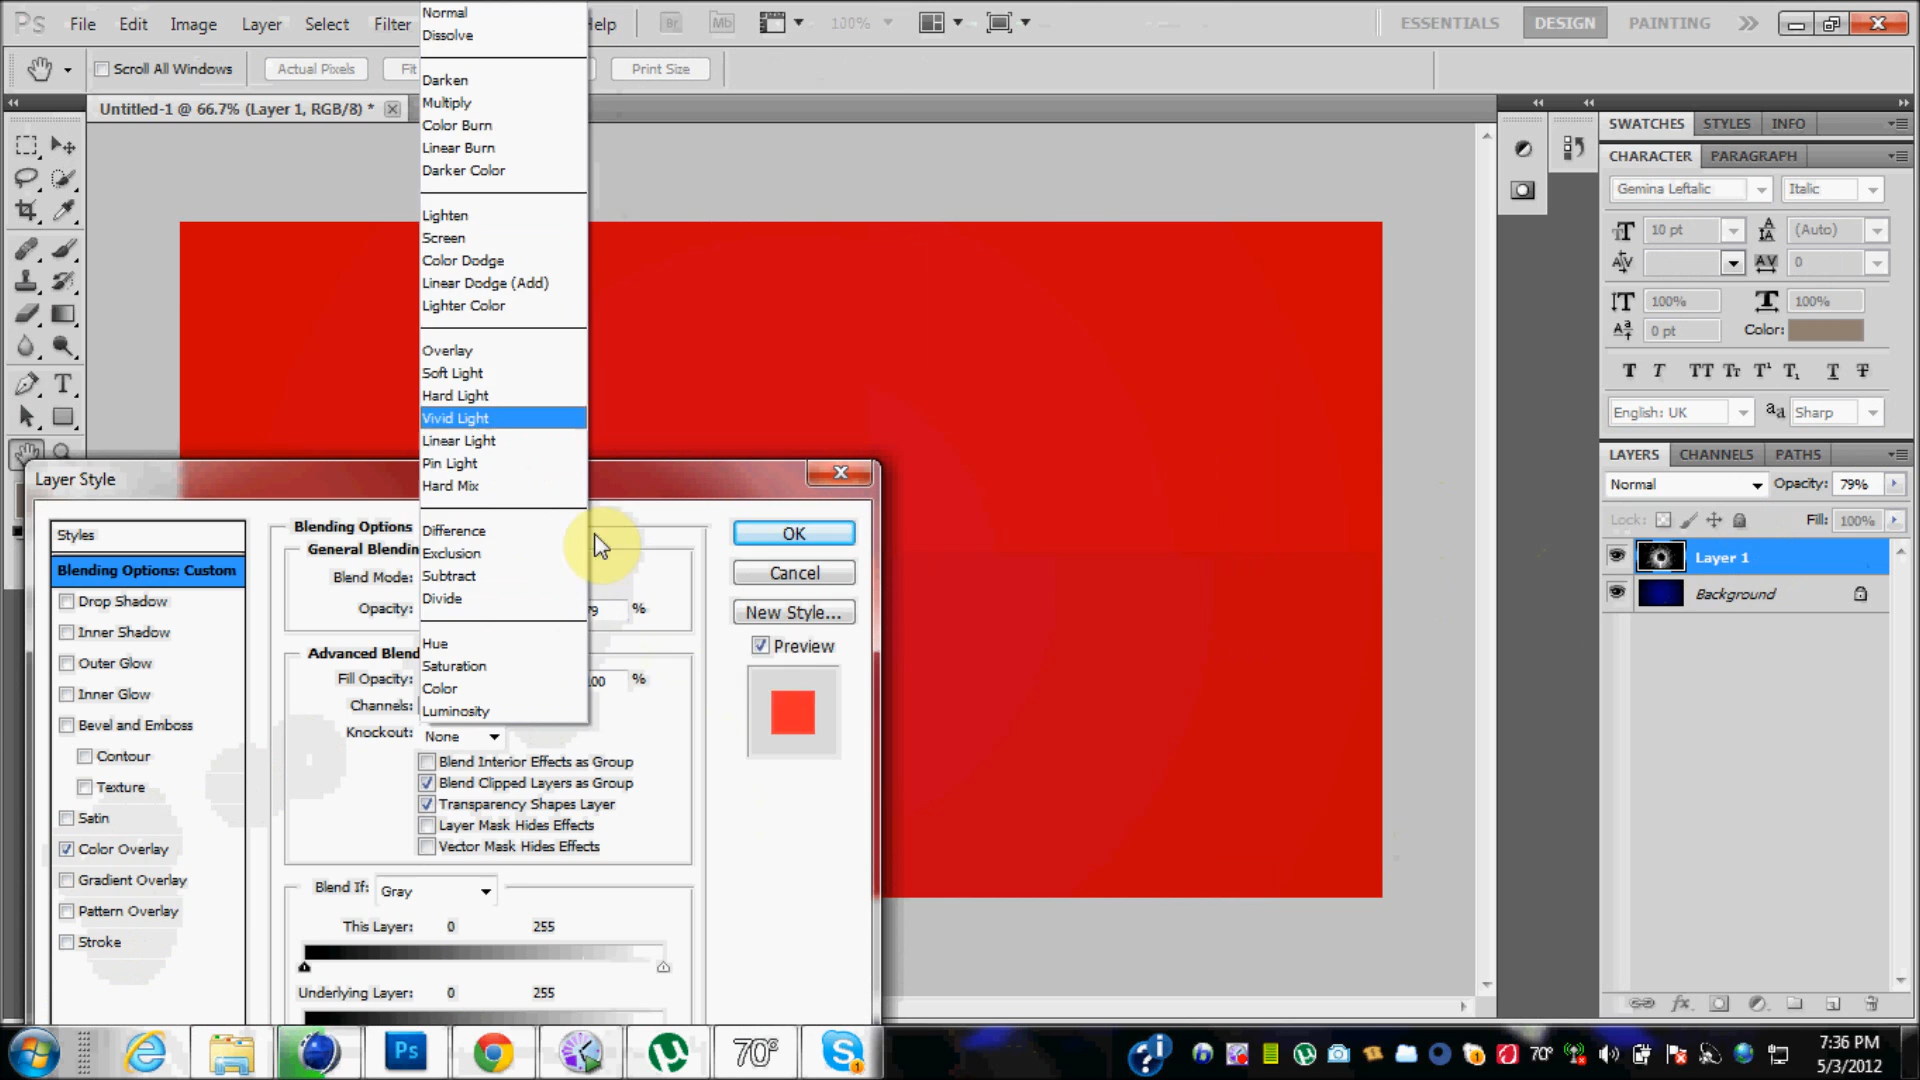 Ps File Edit Image Layer Select Filter Help Br Mb 100% ESSENTIALS DESIGN PAINTING
Scroll All Windows Actual Pixels Fit Print Size
Untitled-1 @ 66.7% (Layer 1, RGB/8) *
Normal
Dissolve
Darken
Multiply
Color Burn
Linear Burn
Darker Color
Lighten
Screen
Color Dodge
Linear Dodge (Add)
Lighter Color
Overlay
Soft Light
Hard Light
Vivid Light
Linear Light
Pin Light
Hard Mix
Difference
Exclusion
Subtract
Divide
Hue
Saturation
Color
Luminosity
Layer Style
Styles
Blending Options: Custom
Drop Shadow
Inner Shadow
Outer Glow
Inner Glow
Bevel and Emboss
Contour
Texture
Satin
Color Overlay
Gradient Overlay
Pattern Overlay
Stroke
Blending Options
General Blendin
Blend Mode:
Opacity: 79 %
Advanced Blend
Fill Opacity: 100 %
Channels:
Knockout: None
Blend Interior Effects as Group
Blend Clipped Layers as Group
Transparency Shapes Layer
Layer Mask Hides Effects
Vector Mask Hides Effects
Blend If: Gray
This Layer: 0 255
Underlying Layer: 0 255
OK
Cancel
New Style...
Preview
SWATCHES STYLES INFO
CHARACTER PARAGRAPH
Gemina Leftalic Italic
10 pt (Auto)
0
100% 100%
0 pt Color:
T T TT Tr T¹ T₁ T T
English: UK aa Sharp
LAYERS CHANNELS PATHS
Normal Opacity: 79%
Lock: Fill: 100%
Layer 1
Background
Ps 70° 70° 7:36 PM
5/3/2012